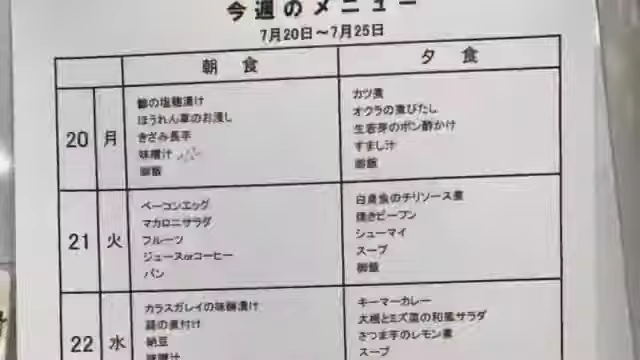 今週のメニュー
7月20日〜7月25日
朝食 夕食
20 月
鯵の塩麹漬け
ほうれん草のお浸し
きざみ長芋
味噌汁
御飯
カツ煮
オクラの煮びたし
生若芽のポン酢かけ
すまし汁
御飯
21 火
ベーコンエッグ
マカロニサラダ
フルーツ
ジュースorコーヒー
パン
白身魚のチリソース煮
焼きビーフン
シューマイ
スープ
御飯
22 水
カラスガレイの味醂漬け
の煮付け
納豆
味噌汁
キーマーカレー
大根とミズ菜の和風サラダ
さつま芋のレモン煮
スープ